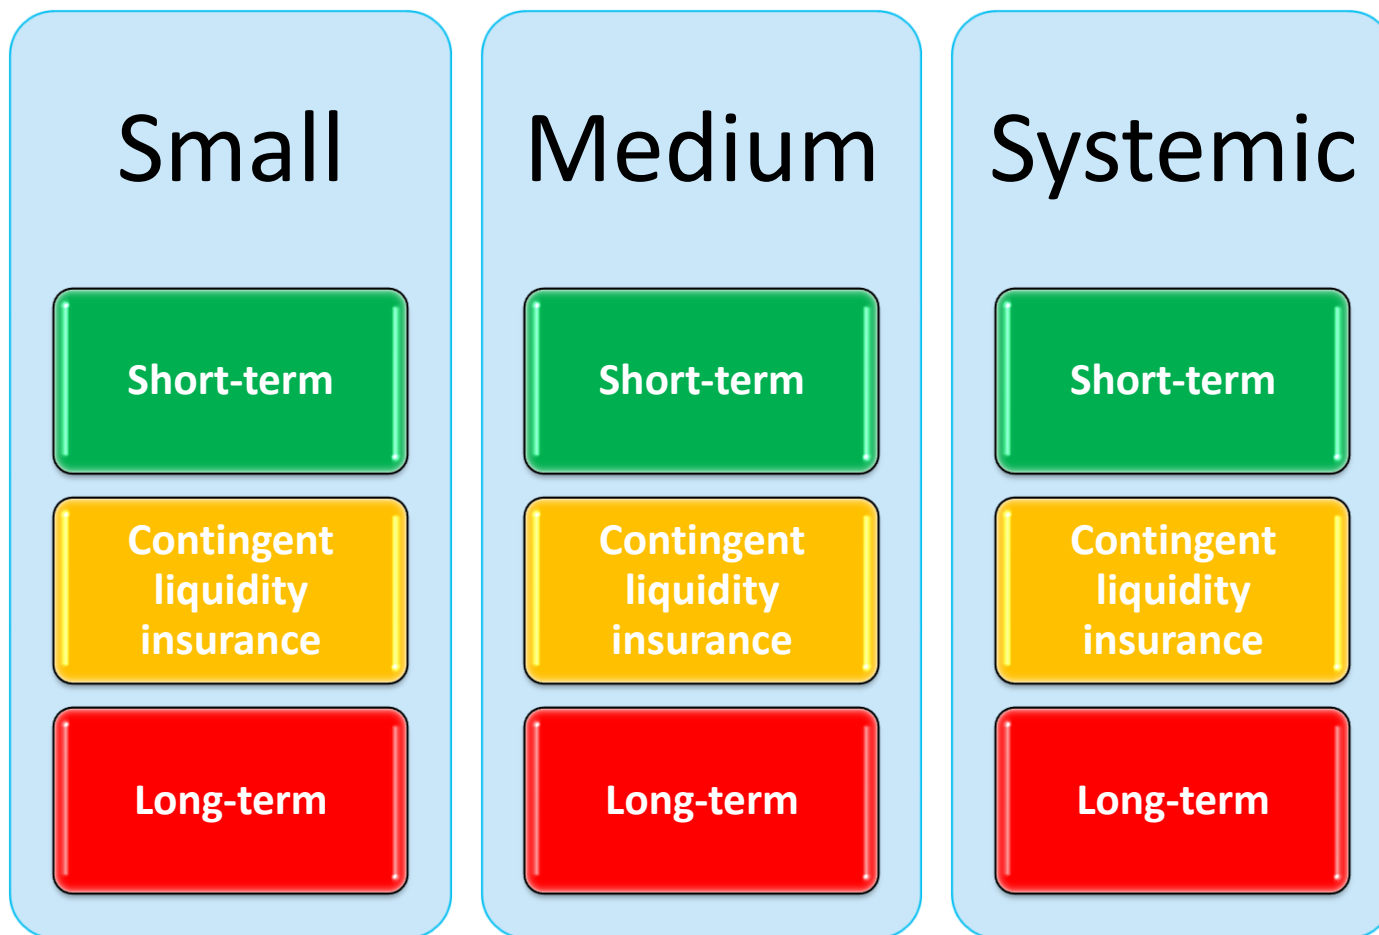 Small
Short-term
Contingent
liquidity
insurance
Long-term
Medium
Short-term
Contingent
liquidity
insurance
Long-term
Systemic
Short-term
Contingent
liquidity
insurance
Long-term